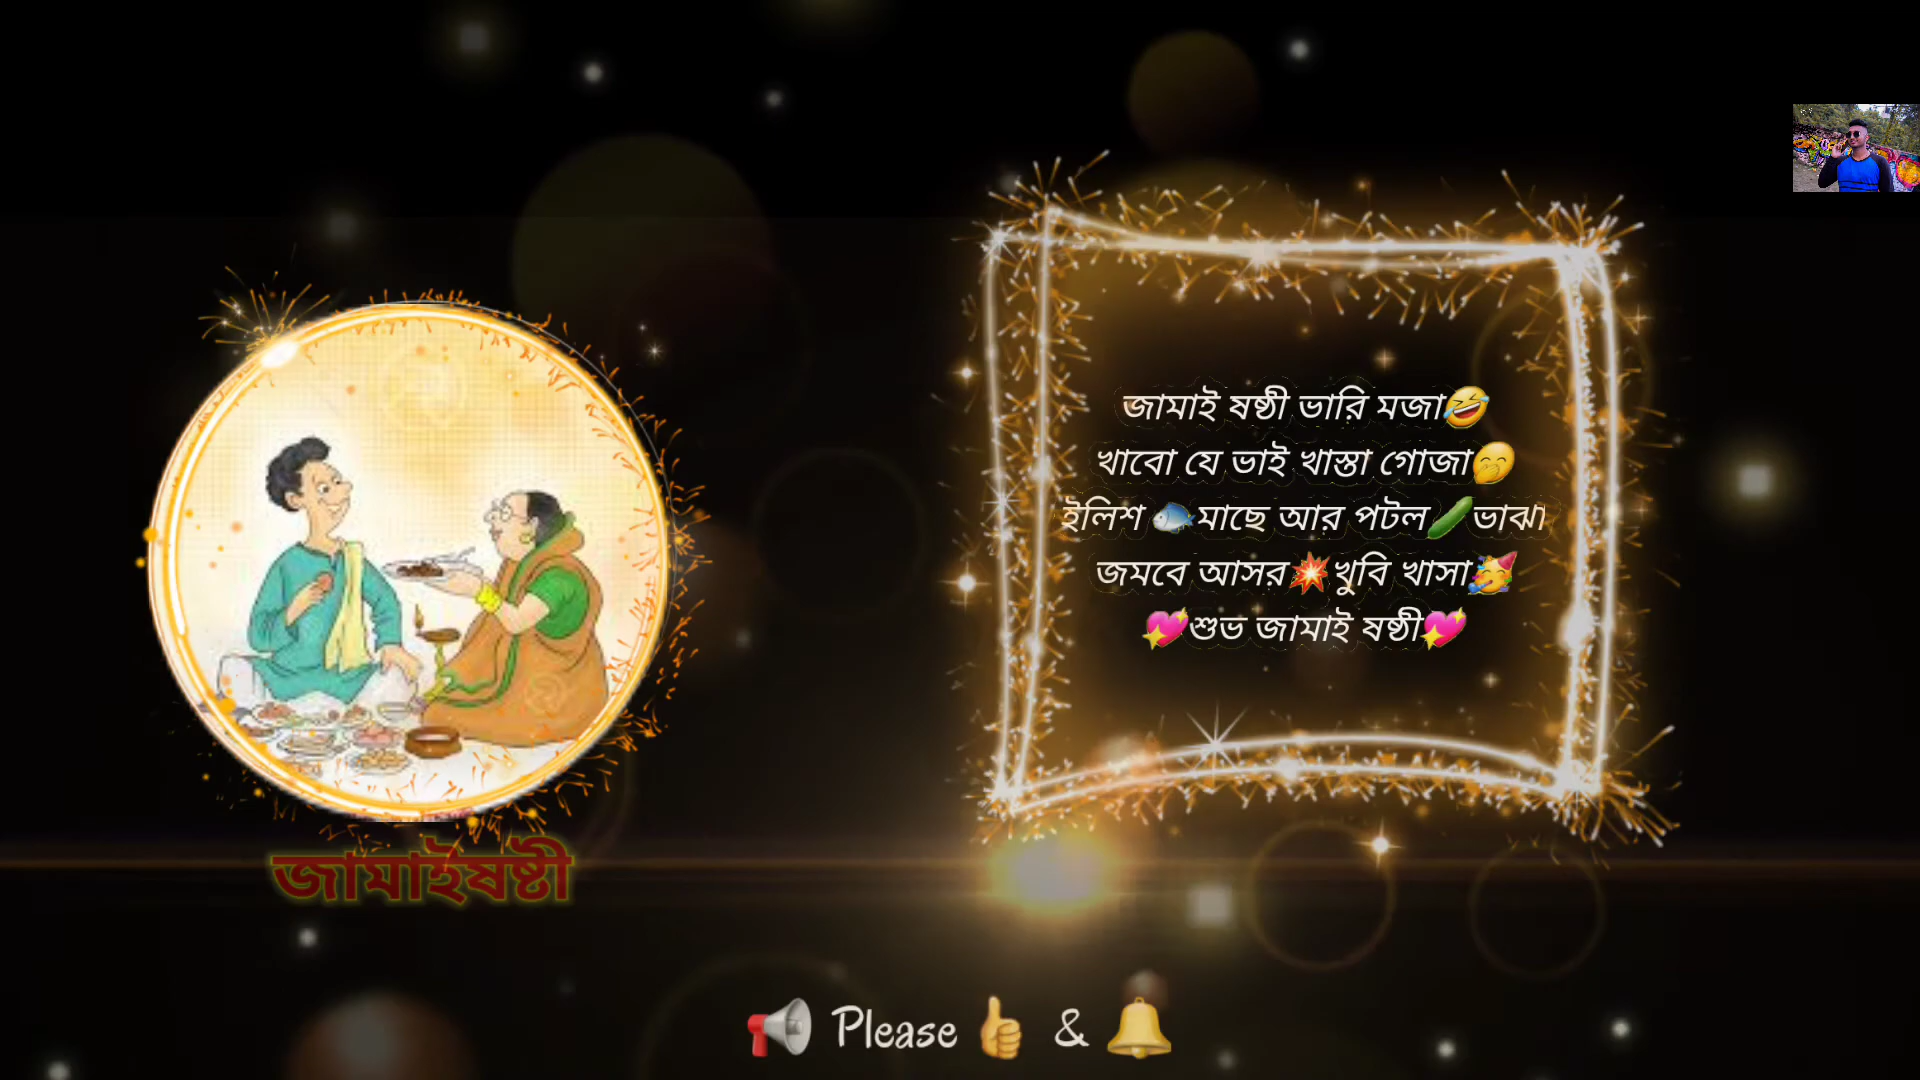 জামাই ষষ্ঠী ভারি মজা🤣
খাবো যে ভাই খাস্তা গোজা🤭
ইলিশ 🐟মাছে আর পটল🥒ভাঝা
জমবে আসর💥খুবি খাসা🥳
💖শুভ জামাই ষষ্ঠী💖
জামাইষষ্টী
📢 Please 👍 & 🔔